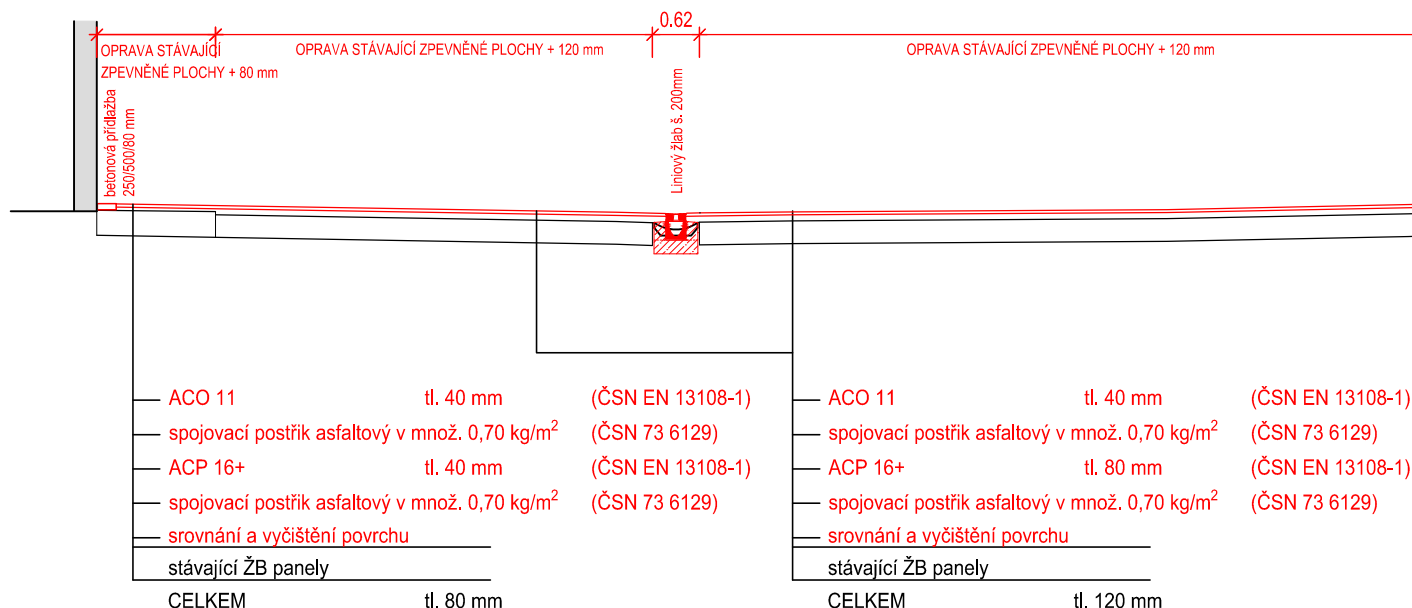 0.62
OPRAVA STÁVAJÍCÍ
ZPEVNĚNÉ PLOCHY + 80 mm
OPRAVA STÁVAJÍCÍ ZPEVNĚNÉ PLOCHY + 120 mm
OPRAVA STÁVAJÍCÍ ZPEVNĚNÉ PLOCHY + 120 mm
betonová přídlažba
250/500/80 mm
Liniový žlab š. 200mm
ACO 11 tl. 40 mm (ČSN EN 13108-1)
spojovací postřik asfaltový v množ. 0,70 kg/m² (ČSN 73 6129)
ACP 16+ tl. 40 mm (ČSN EN 13108-1)
spojovací postřik asfaltový v množ. 0,70 kg/m² (ČSN 73 6129)
srovnání a vyčištění povrchu
stávající ŽB panely
CELKEM tl. 80 mm
ACO 11 tl. 40 mm (ČSN EN 13108-1)
spojovací postřik asfaltový v množ. 0,70 kg/m² (ČSN 73 6129)
ACP 16+ tl. 80 mm (ČSN EN 13108-1)
spojovací postřik asfaltový v množ. 0,70 kg/m² (ČSN 73 6129)
srovnání a vyčištění povrchu
stávající ŽB panely
CELKEM tl. 120 mm